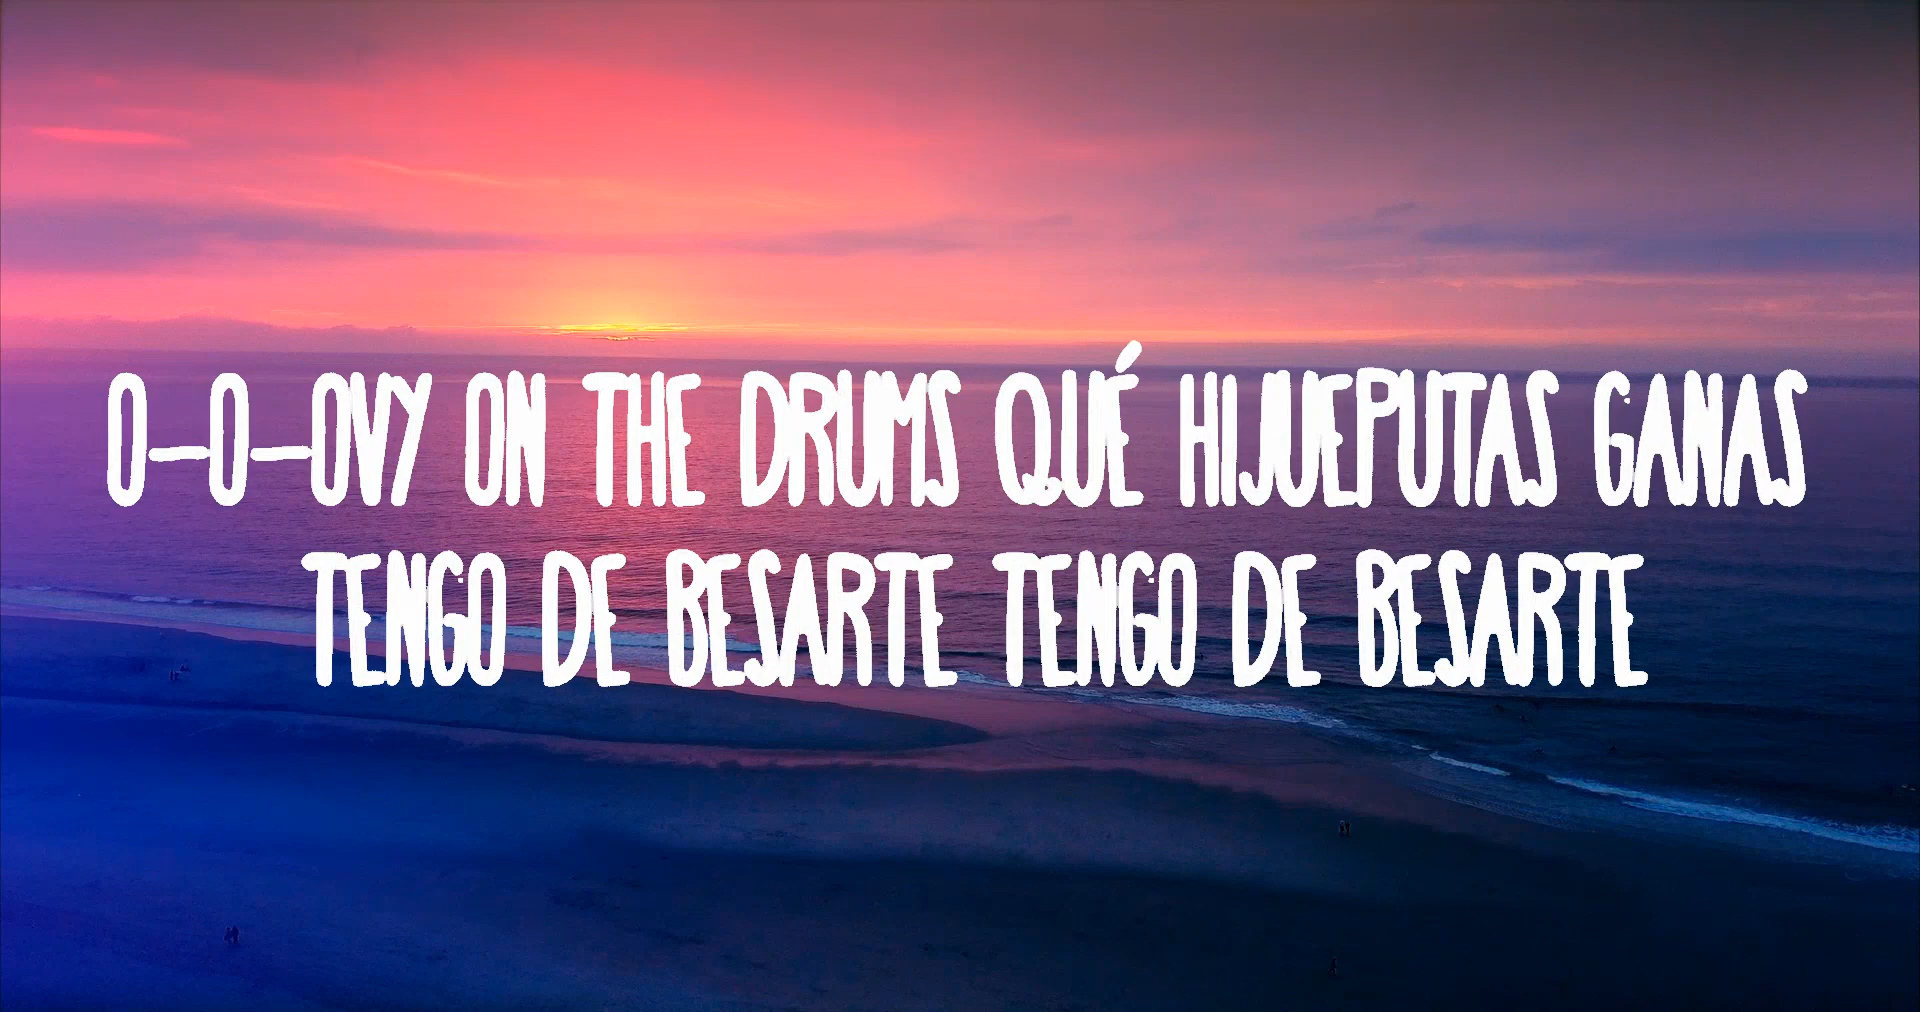 O-O-OVY ON THE DRUMS QUÉ HIJUEPUTAS GANAS
TENGO DE BESARTE TENGO DE BESARTE